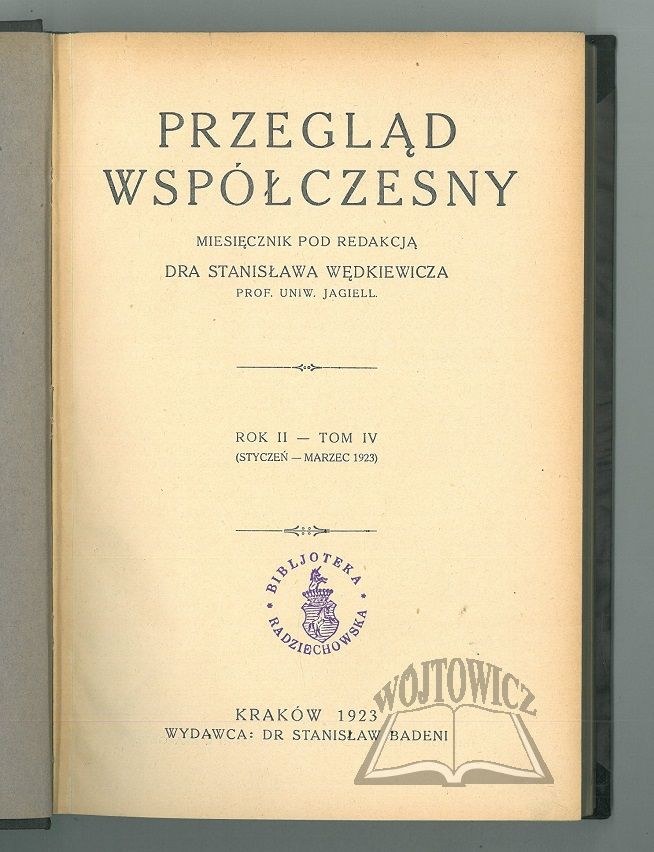 PRZEGLĄD
WSPÓŁCZESNY
MIESIĘCZNIK POD REDAKCJĄ
DRA STANISŁAWA WĘDKIEWICZA
PROF. UNIW. JAGIELL.
ROK II — TOM IV
(STYCZEŃ — MARZEC 1923)
* BIBLJOTEKA *
RADZIECHOWSKA
KRAKÓW 1923
WYDAWCA: DR STANISŁAW BADENI
WÓJTOWICZ